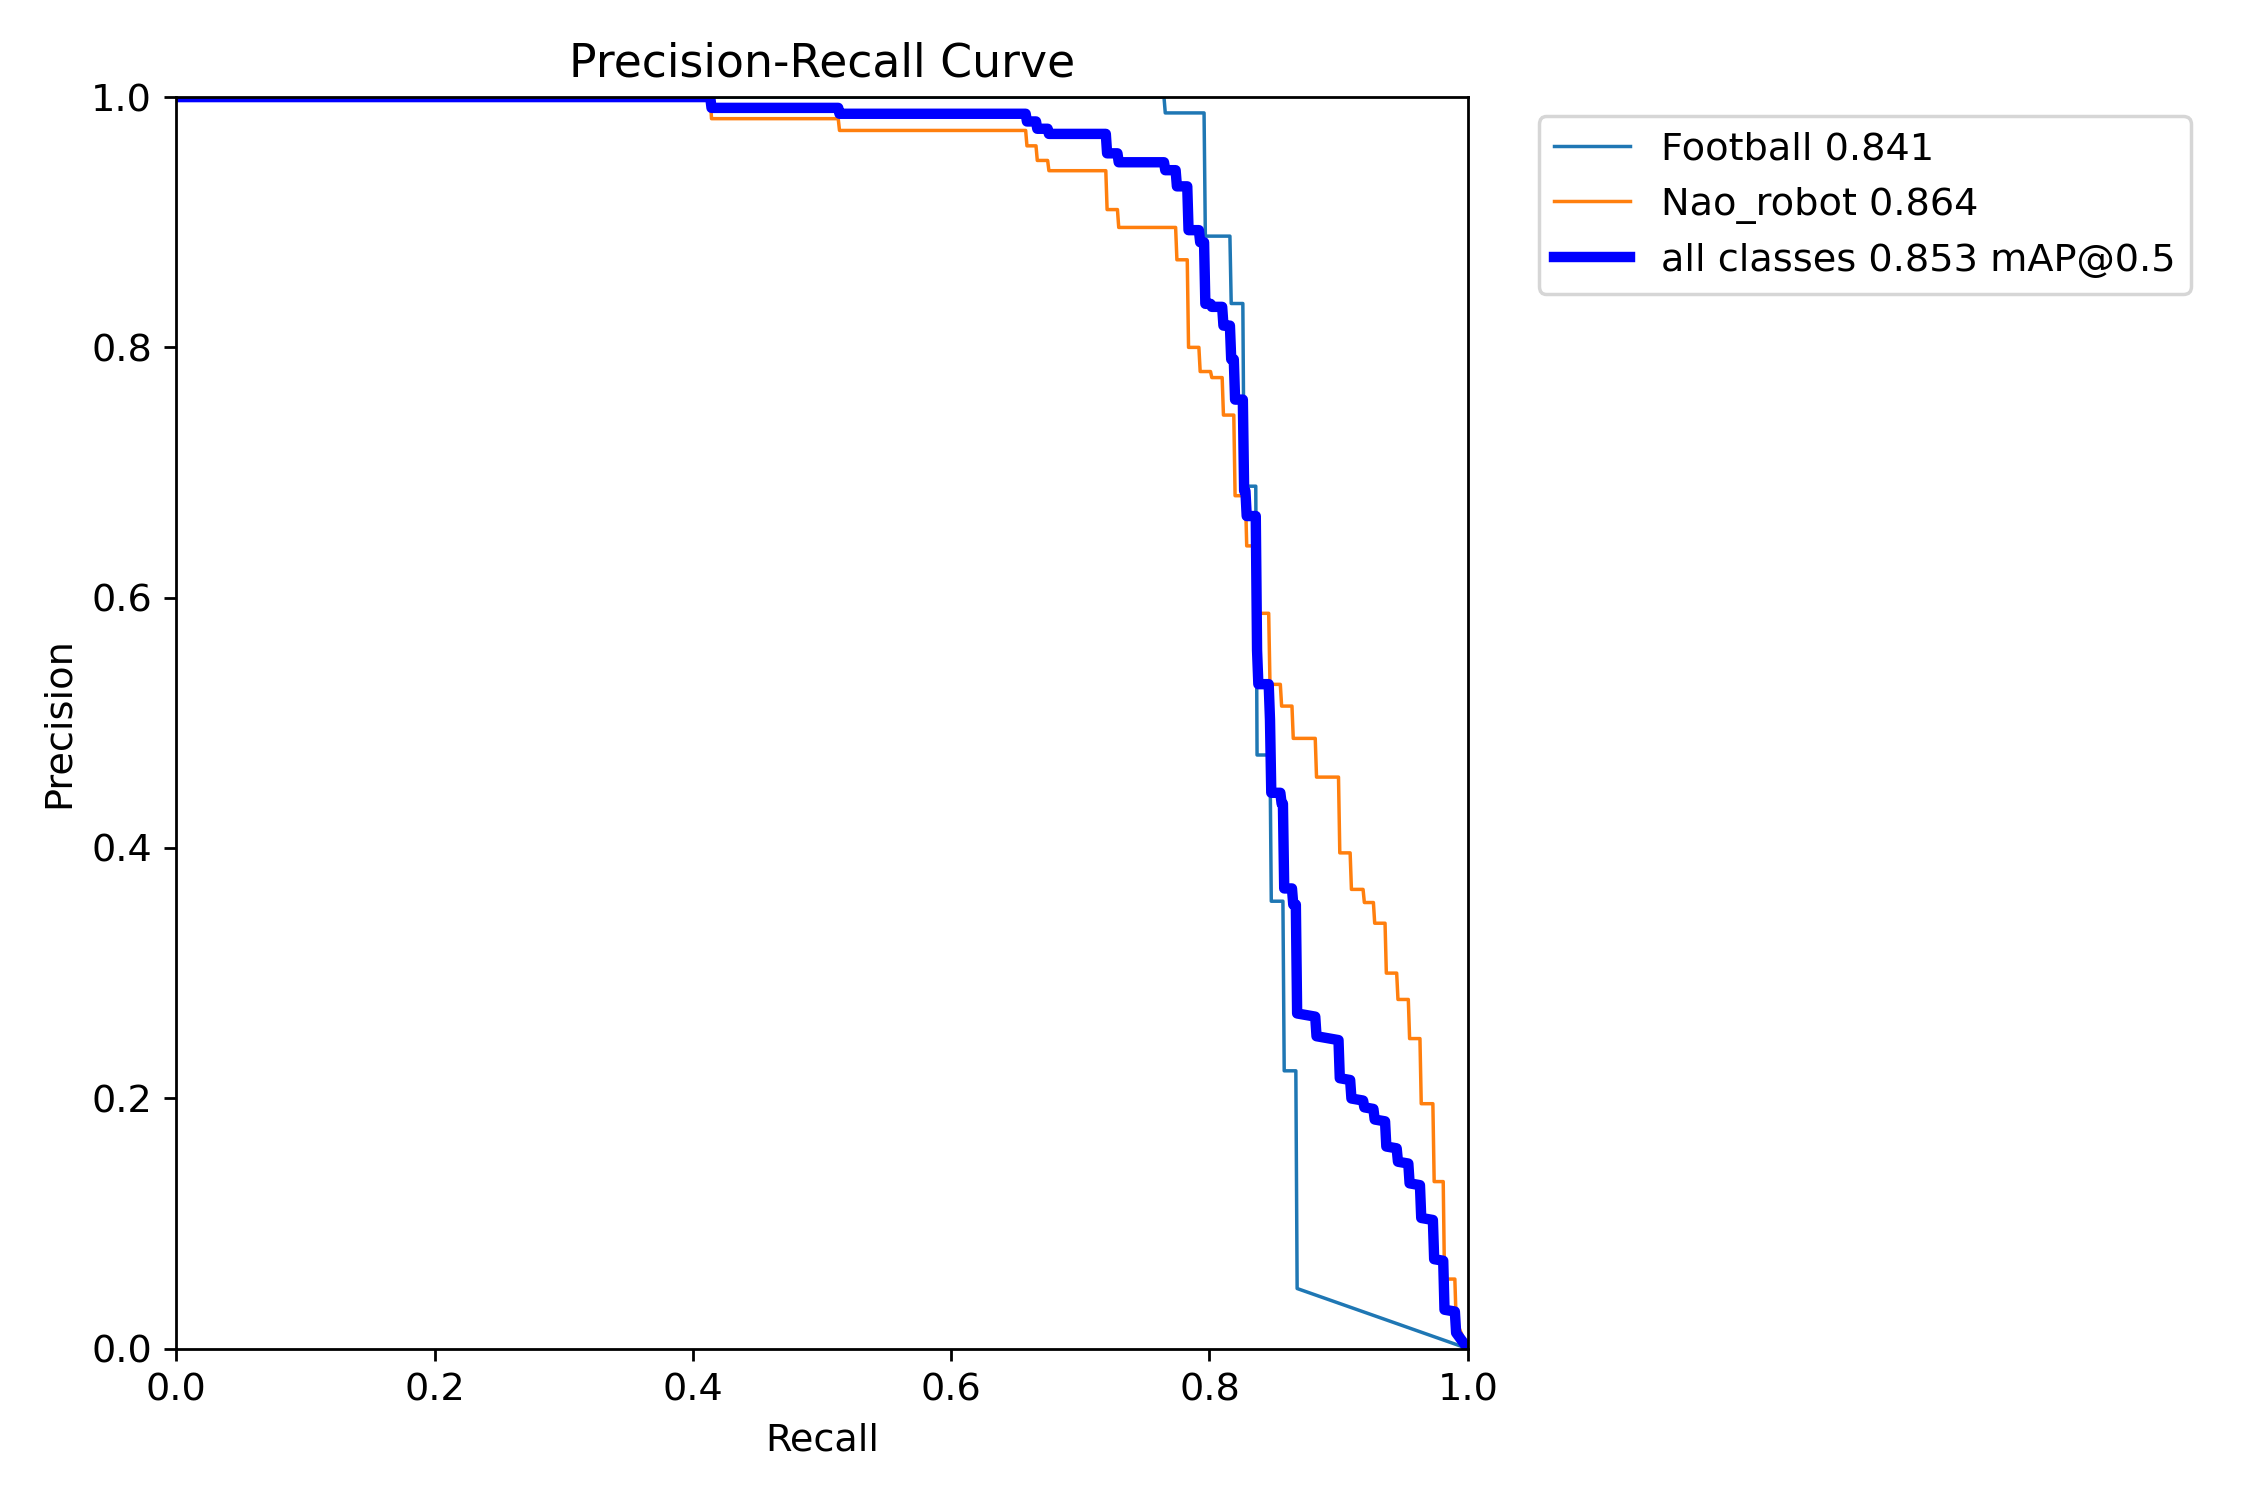 Precision-Recall Curve
1.0
0.8
0.6
0.4
0.2
0.0
Precision
0.0 0.2 0.4 0.6 0.8 1.0
Recall
Football 0.841
Nao_robot 0.864
all classes 0.853 mAP@0.5